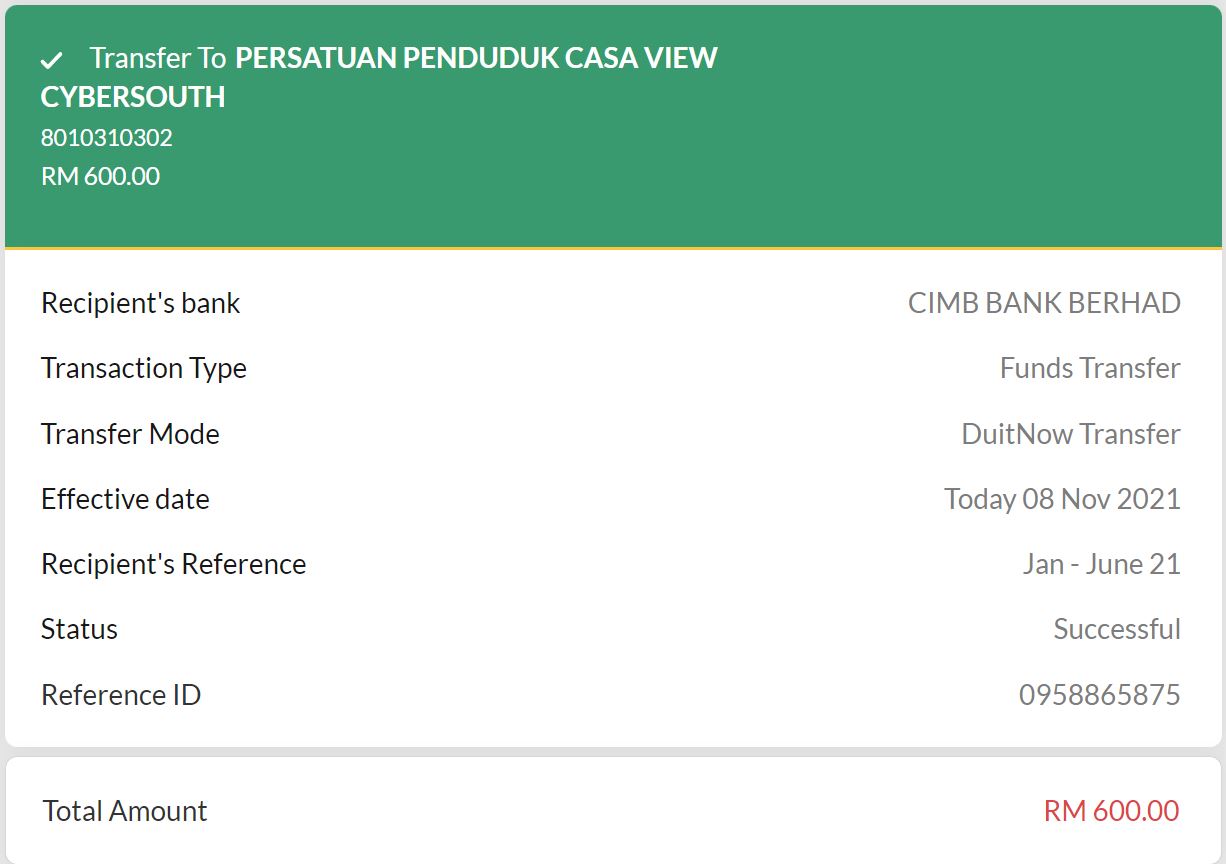 Transfer To PERSATUAN PENDUDUK CASA VIEW
CYBERSOUTH
8010310302
RM 600.00
Recipient's bank CIMB BANK BERHAD
Transaction Type Funds Transfer
Transfer Mode DuitNow Transfer
Effective date Today 08 Nov 2021
Recipient's Reference Jan - June 21
Status Successful
Reference ID 0958865875
Total Amount RM 600.00